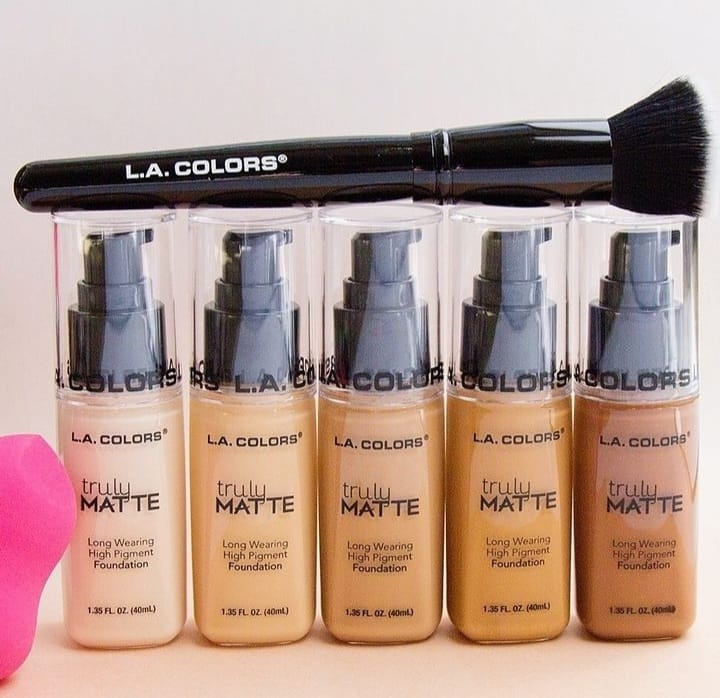 L.A. COLORS®
A. COLORS
L.A. COLORS
L.A. COLORS
L.A. COLORS®
truly
MATTE
Long Wearing
High Pigment
Foundation
1.35 FL. OZ. (40mL)
L.A. COLORS®
truly
MATTE
Long Wearing
High Pigment
Foundation
1.35 FL. OZ. (40mL)
L.A. COLORS®
truly
MATTE
Long Wearing
High Pigment
Foundation
1.35 FL. OZ. (40mL)
L.A. COLORS®
truly
MATTE
Long Wearing
High Pigment
Foundation
1.35 FL. OZ. (40mL)
L.A. COLORS®
truly
MATTE
Long Wearing
High Pigment
Foundation
1.35 FL. OZ. (40mL)